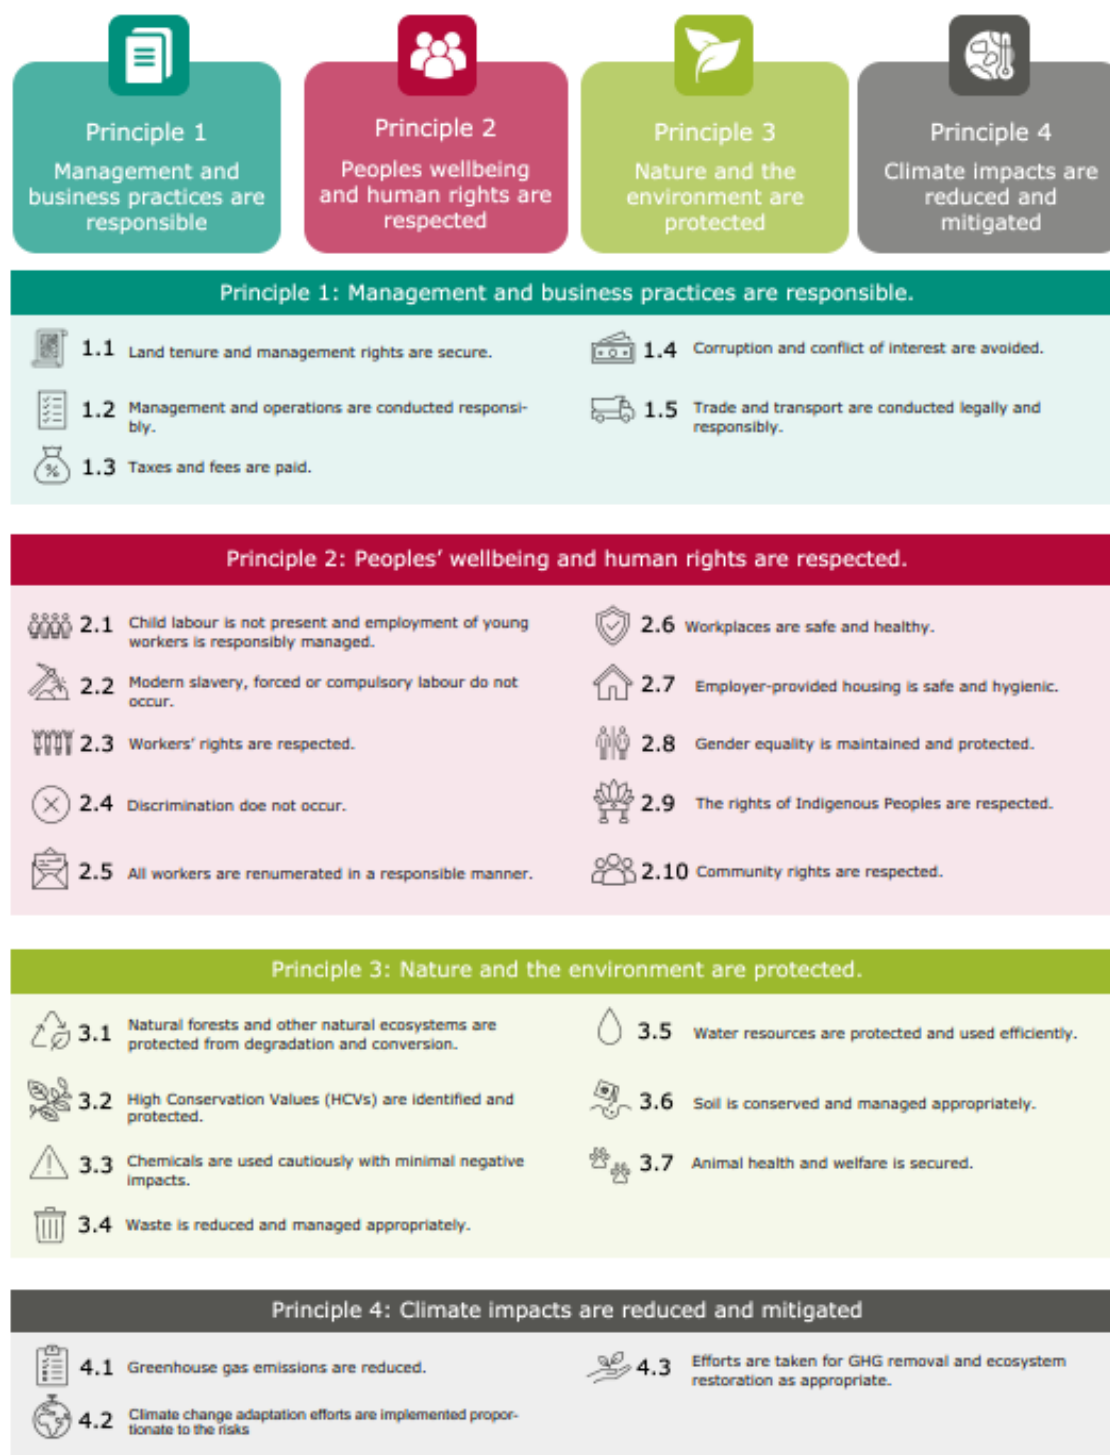 Principle 1
Management and
business practices are
responsible
Principle 2
Peoples wellbeing
and human rights are
respected
Principle 3
Nature and the
environment are
protected
Principle 4
Climate impacts are
reduced and
mitigated
Principle 1: Management and business practices are responsible.
1.1 Land tenure and management rights are secure.
1.2 Management and operations are conducted responsi-
bly.
1.3 Taxes and fees are paid.
1.4 Corruption and conflict of interest are avoided.
1.5 Trade and transport are conducted legally and
responsibly.
Principle 2: Peoples’ wellbeing and human rights are respected.
2.1 Child labour is not present and employment of young
workers is responsibly managed.
2.2 Modern slavery, forced or compulsory labour do not
occur.
2.3 Workers’ rights are respected.
2.4 Discrimination doe not occur.
2.5 All workers are renumerated in a responsible manner.
2.6 Workplaces are safe and healthy.
2.7 Employer-provided housing is safe and hygienic.
2.8 Gender equality is maintained and protected.
2.9 The rights of Indigenous Peoples are respected.
2.10 Community rights are respected.
Principle 3: Nature and the environment are protected.
3.1 Natural forests and other natural ecosystems are
protected from degradation and conversion.
3.2 High Conservation Values (HCVs) are identified and
protected.
3.3 Chemicals are used cautiously with minimal negative
impacts.
3.4 Waste is reduced and managed appropriately.
3.5 Water resources are protected and used efficiently.
3.6 Soil is conserved and managed appropriately.
3.7 Animal health and welfare is secured.
Principle 4: Climate impacts are reduced and mitigated
4.1 Greenhouse gas emissions are reduced.
4.2 Climate change adaptation efforts are implemented propor-
tionate to the risks
4.3 Efforts are taken for GHG removal and ecosystem
restoration as appropriate.